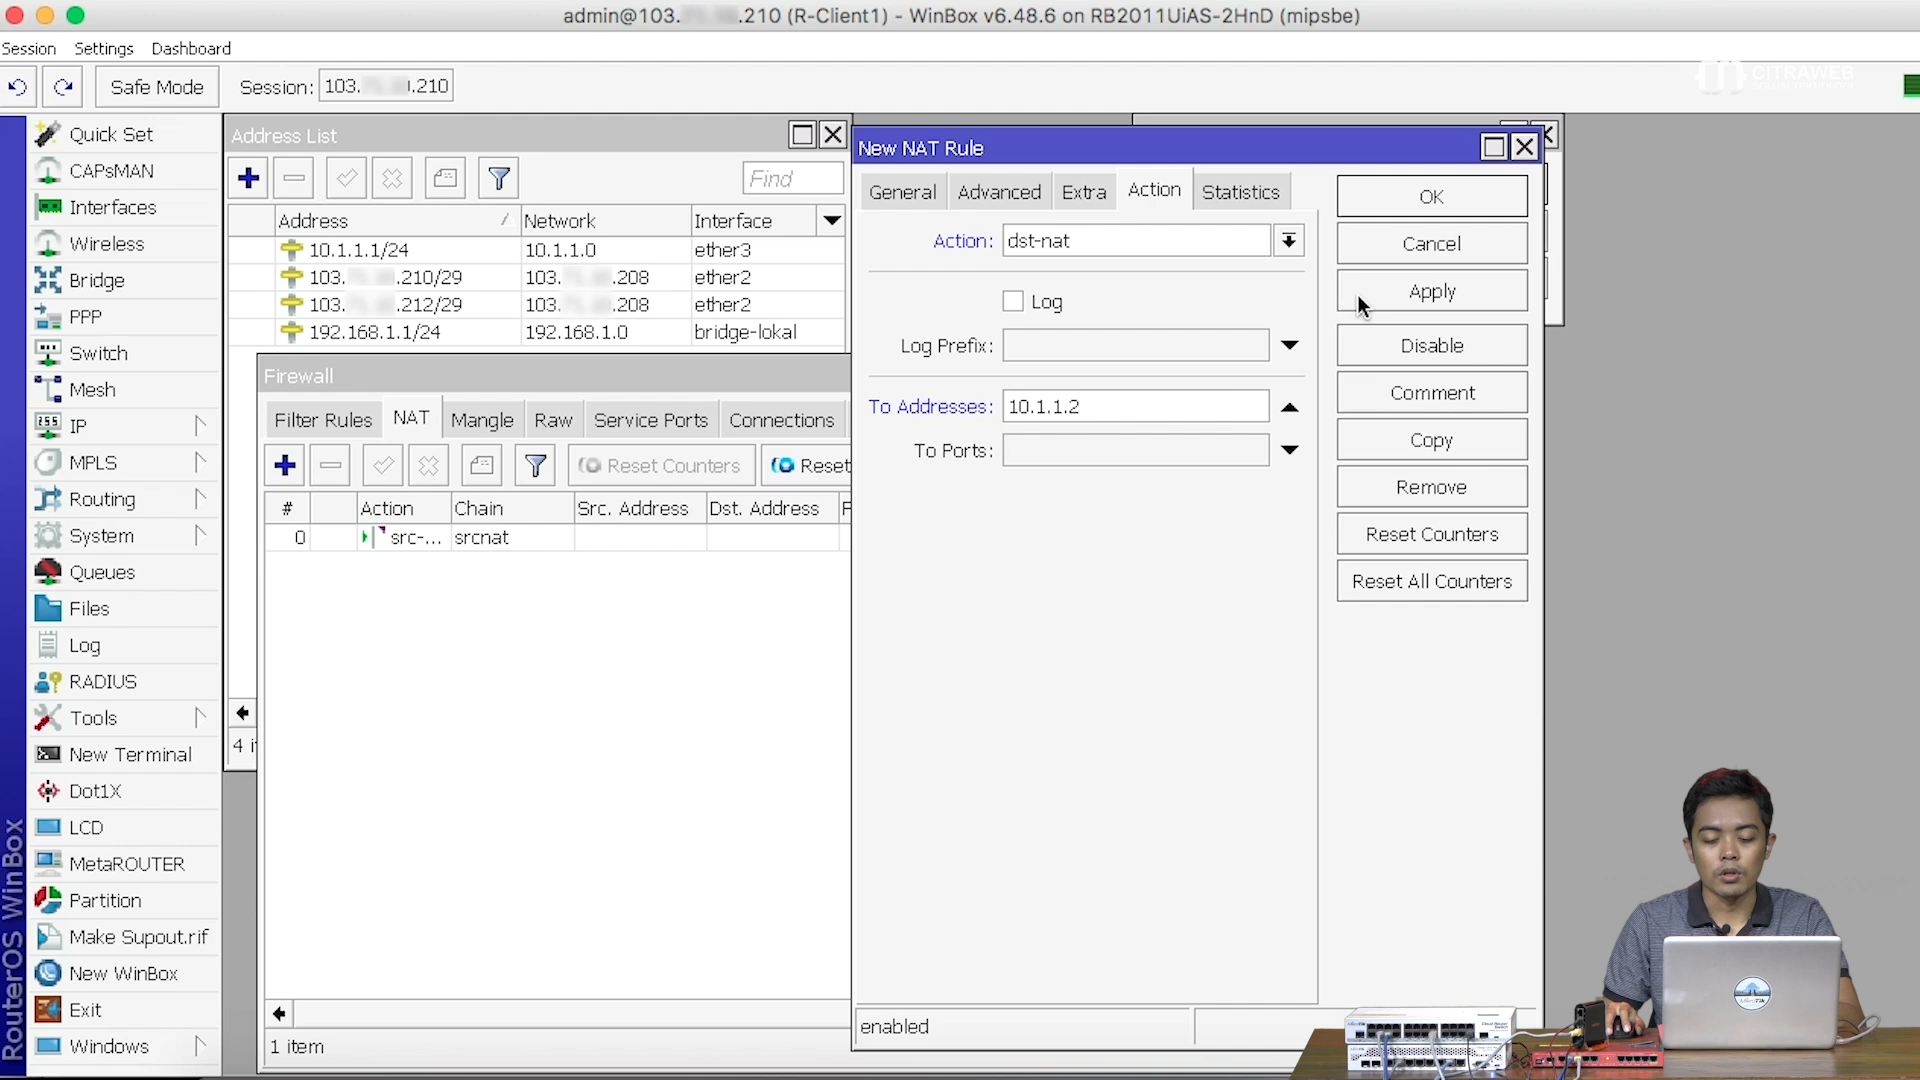 admin@103. .210 (R-Client1) - WinBox v6.48.6 on RB2011UiAS-2HnD (mipsbe)
Session Settings Dashboard
Safe Mode Session: 103. .210
CITRAWEB
Quick Set
CAPsMAN
Interfaces
Wireless
Bridge
PPP
Switch
Mesh
IP
MPLS
Routing
System
Queues
Files
Log
RADIUS
Tools
New Terminal
Dot1X
LCD
MetaROUTER
Partition
Make Supout.rif
New WinBox
Exit
Windows
RouterOS WinBox
Address List
Find
Address Network Interface
10.1.1.1/24 10.1.1.0 ether3
103. .210/29 103. .208 ether2
103. .212/29 103. .208 ether2
192.168.1.1/24 192.168.1.0 bridge-lokal
4 i
Firewall
Filter Rules NAT Mangle Raw Service Ports Connections
Reset Counters Reset
# Action Chain Src. Address Dst. Address
0 src-... srcnat
1 item
New NAT Rule
General Advanced Extra Action Statistics
Action: dst-nat
Log
Log Prefix:
To Addresses: 10.1.1.2
To Ports:
OK
Cancel
Apply
Disable
Comment
Copy
Remove
Reset Counters
Reset All Counters
enabled